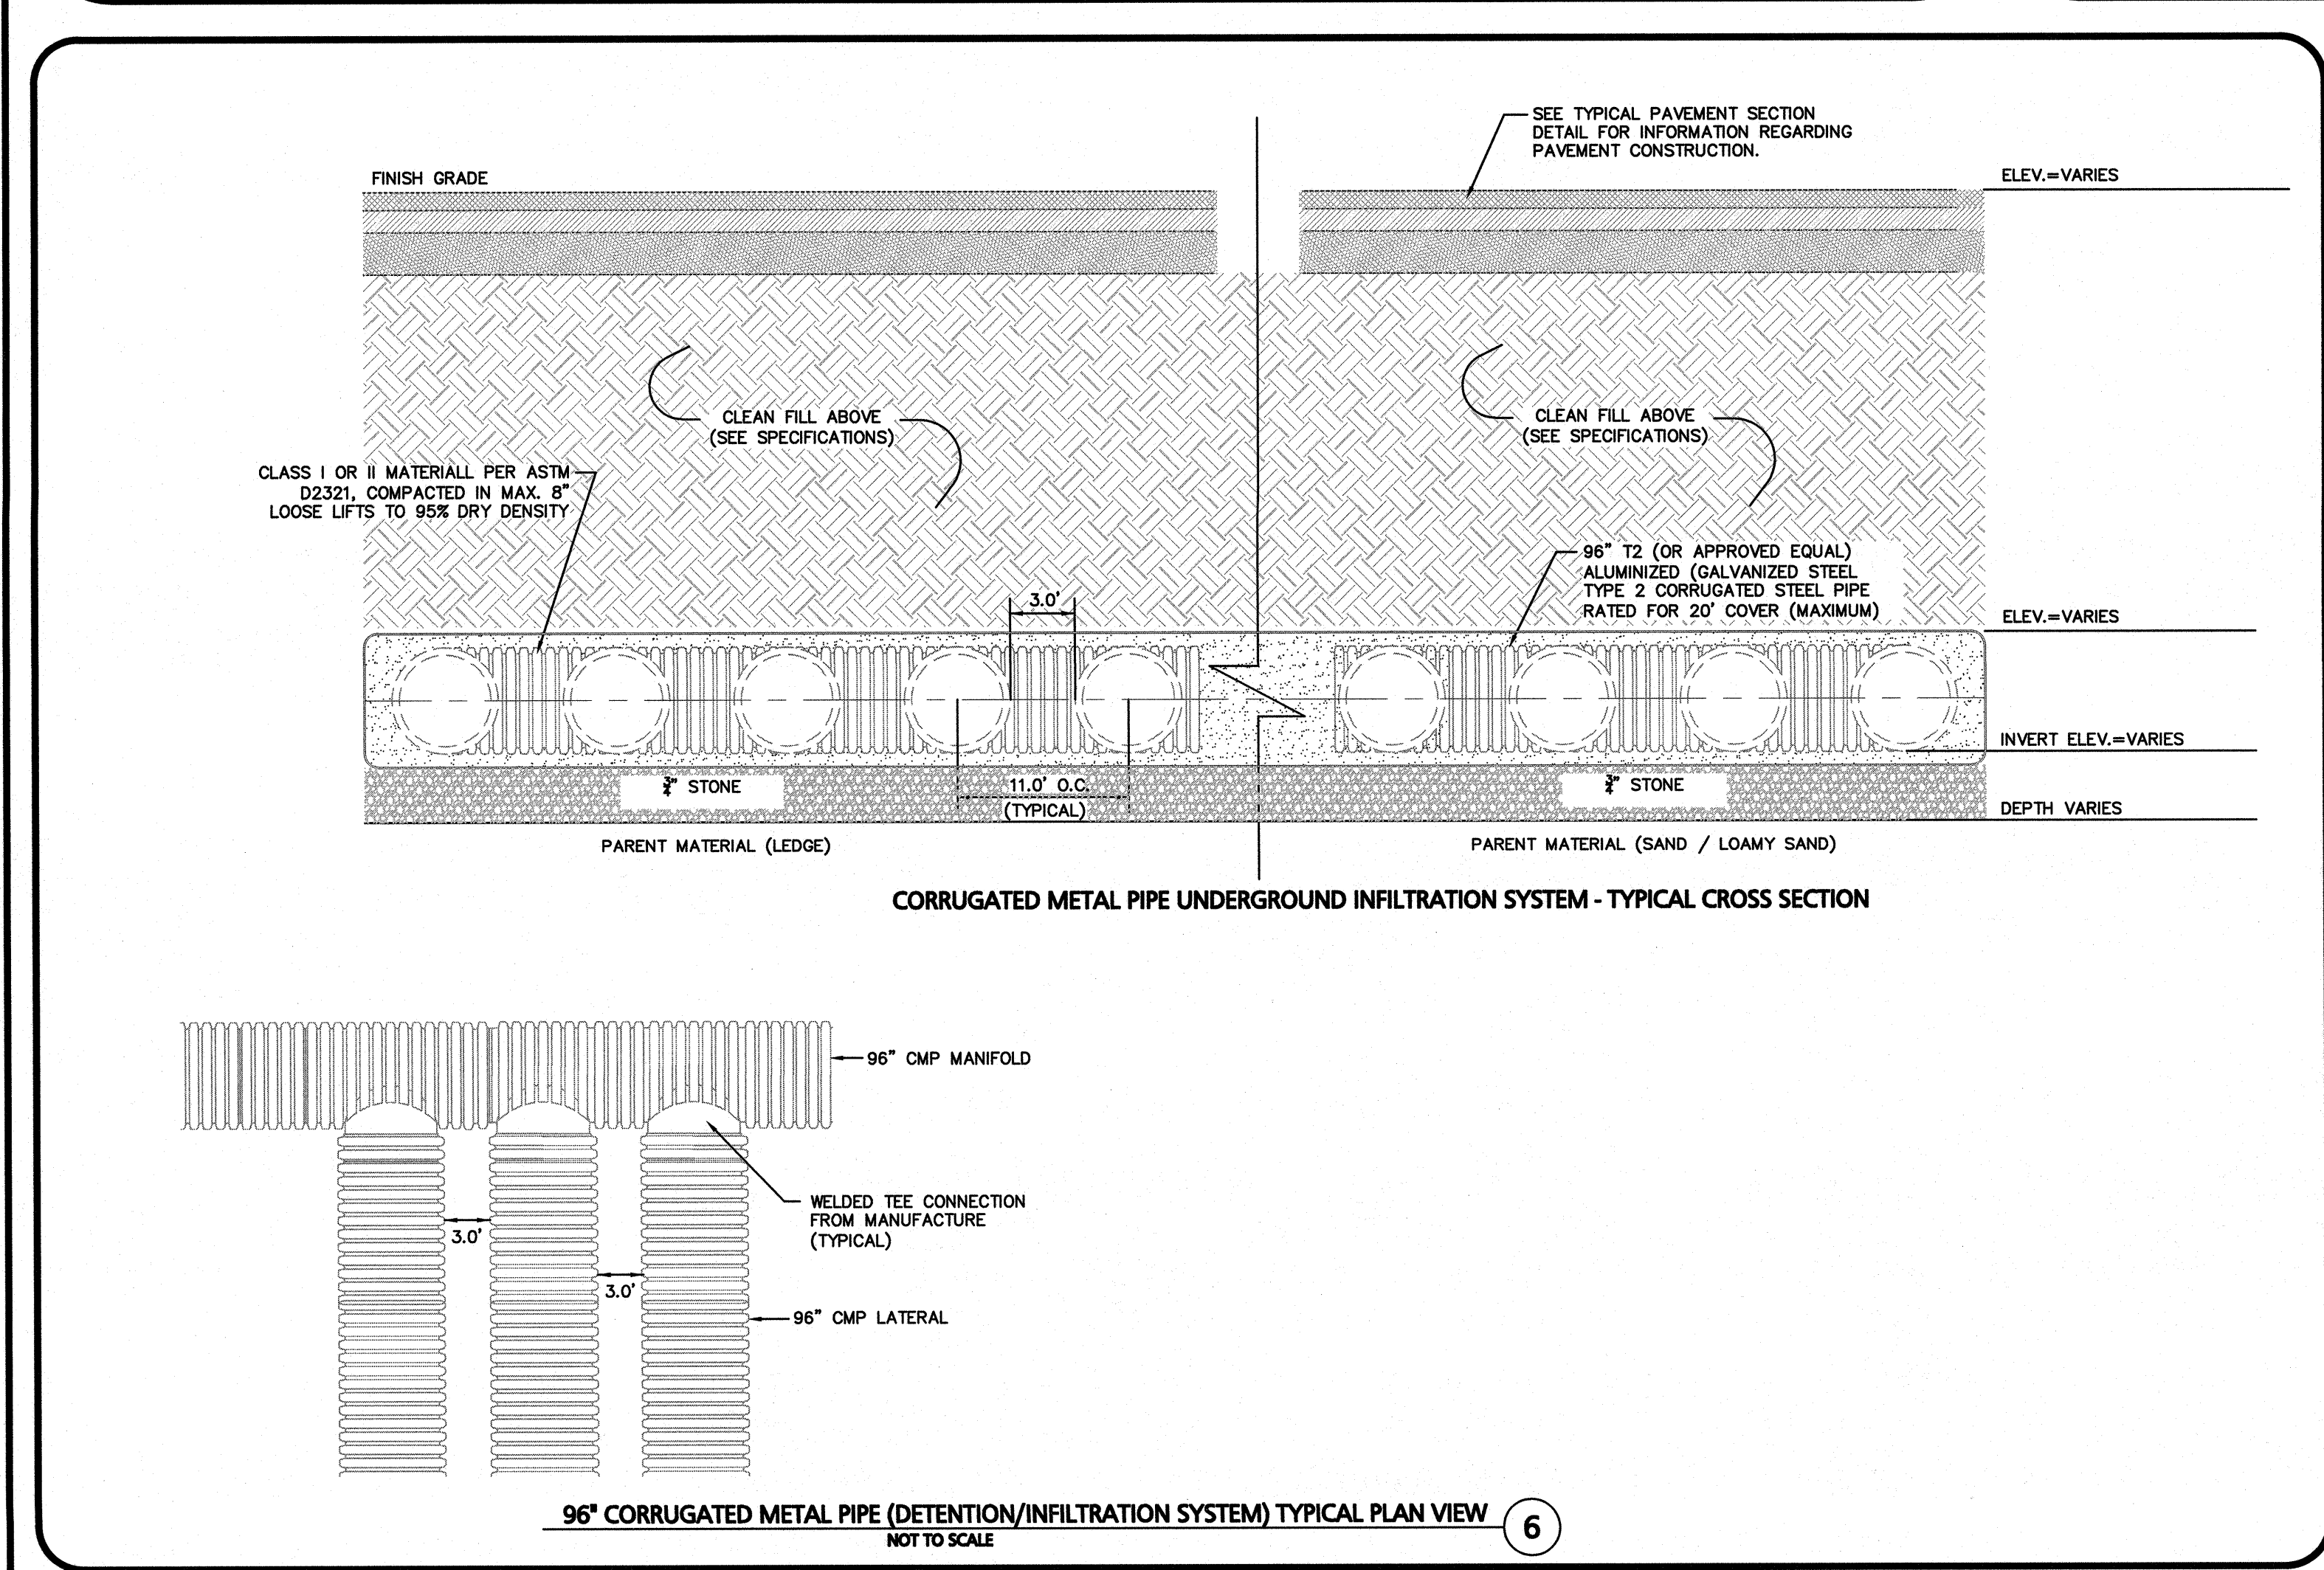 SEE TYPICAL PAVEMENT SECTION
DETAIL FOR INFORMATION REGARDING
PAVEMENT CONSTRUCTION.
FINISH GRADE
ELEV.=VARIES
CLEAN FILL ABOVE
(SEE SPECIFICATIONS)
CLEAN FILL ABOVE
(SEE SPECIFICATIONS)
CLASS I OR II MATERIALL PER ASTM
D2321, COMPACTED IN MAX. 8"
LOOSE LIFTS TO 95% DRY DENSITY
96" T2 (OR APPROVED EQUAL)
ALUMINIZED (GALVANIZED STEEL
TYPE 2 CORRUGATED STEEL PIPE
RATED FOR 20' COVER (MAXIMUM)
3.0'
ELEV.=VARIES
INVERT ELEV.=VARIES
¾" STONE
11.0' O.C.
(TYPICAL)
¾" STONE
DEPTH VARIES
PARENT MATERIAL (LEDGE)
PARENT MATERIAL (SAND / LOAMY SAND)
CORRUGATED METAL PIPE UNDERGROUND INFILTRATION SYSTEM - TYPICAL CROSS SECTION
96" CMP MANIFOLD
WELDED TEE CONNECTION
FROM MANUFACTURE
(TYPICAL)
3.0'
3.0'
96" CMP LATERAL
96" CORRUGATED METAL PIPE (DETENTION/INFILTRATION SYSTEM) TYPICAL PLAN VIEW 6
NOT TO SCALE